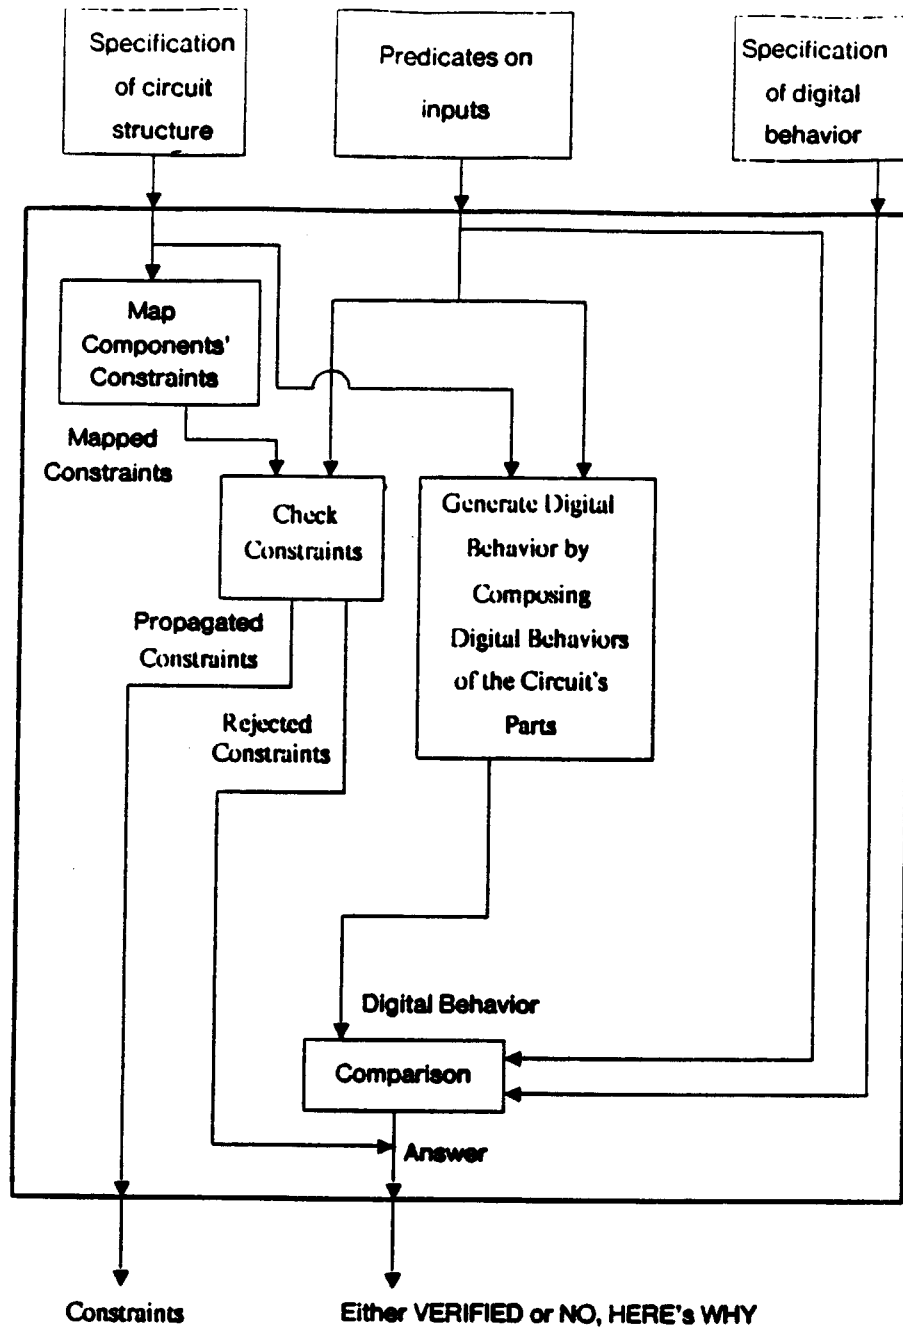 Specification
of circuit
structure
Predicates on
inputs
Specification
of digital
behavior
Map
Components'
Constraints
Mapped
Constraints
Check
Constraints
Generate Digital
Behavior by
Composing
Digital Behaviors
of the Circuit's
Parts
Propagated
Constraints
Rejected
Constraints
Digital Behavior
Comparison
Answer
Constraints
Either VERIFIED or NO, HERE's WHY